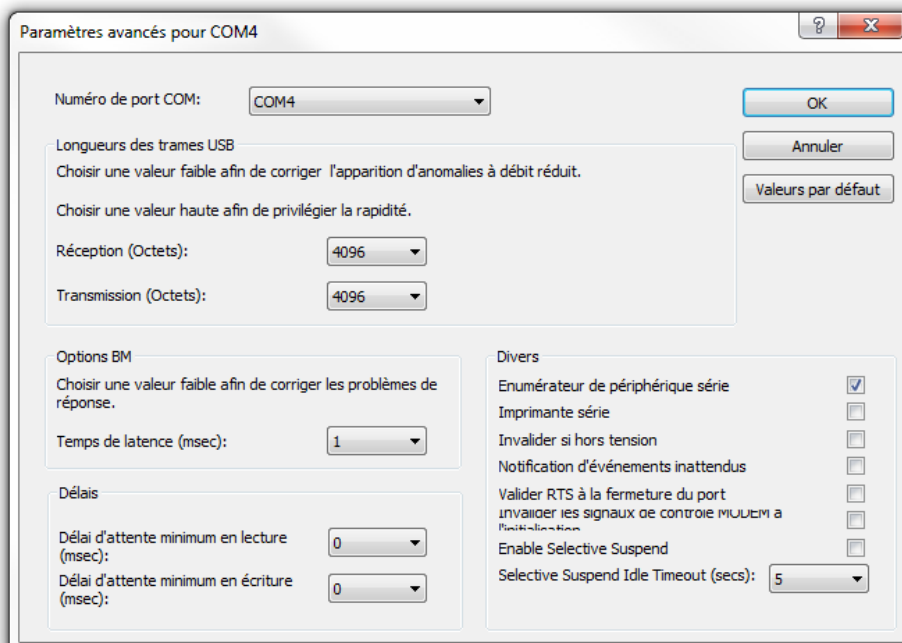 Paramètres avancés pour COM4
Numéro de port COM: COM4
OK
Annuler
Valeurs par défaut
Longueurs des trames USB
Choisir une valeur faible afin de corriger l'apparition d'anomalies à débit réduit.
Choisir une valeur haute afin de privilégier la rapidité.
Réception (Octets): 4096
Transmission (Octets): 4096
Options BM
Choisir une valeur faible afin de corriger les problèmes de
réponse.
Temps de latence (msec): 1
Délais
Délai d'attente minimum en lecture
(msec): 0
Délai d'attente minimum en écriture
(msec): 0
Divers
Enumérateur de périphérique série
Imprimante série
Invalider si hors tension
Notification d'événements inattendus
Valider RTS à la fermeture du port
Invalider les signaux de contrôle MODEM à
l'initialisation
Enable Selective Suspend
Selective Suspend Idle Timeout (secs): 5